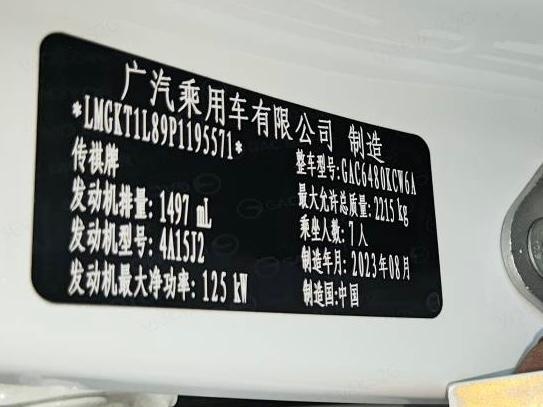 广汽乘用车有限公司 制造
*LMGKT1L89P1195571*
传祺牌
整车型号:GAC6480KCW6A
发动机排量: 1497 mL
最大允许总质量: 2215 kg
发动机型号: 4A15J2
乘坐人数: 7人
发动机最大净功率: 125 kW
制造年月: 2023年08月
制造国:中国